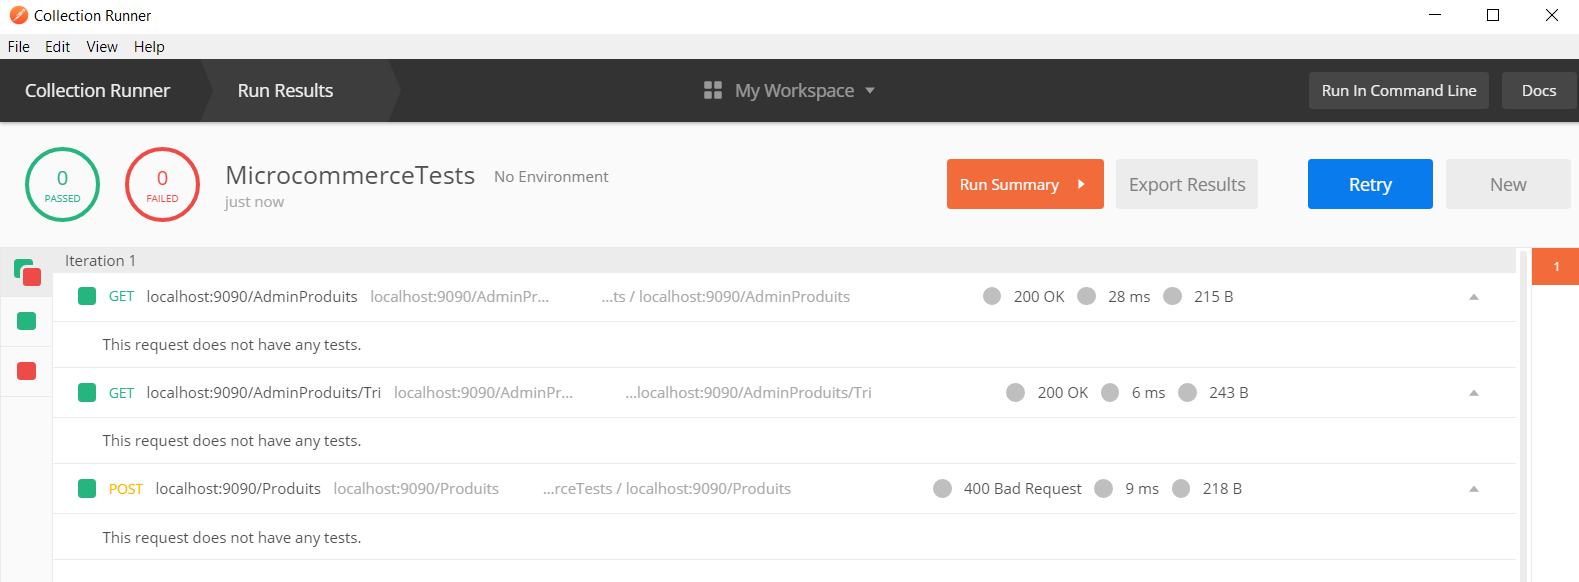 Collection Runner
File Edit View Help
Collection Runner Run Results My Workspace Run In Command Line Docs
0 PASSED
0 FAILED
MicrocommerceTests No Environment
just now
Run Summary Export Results Retry New
Iteration 1
1
GET localhost:9090/AdminProduits localhost:9090/AdminPr... ...ts / localhost:9090/AdminProduits 200 OK 28 ms 215 B
This request does not have any tests.
GET localhost:9090/AdminProduits/Tri localhost:9090/AdminPr... ...localhost:9090/AdminProduits/Tri 200 OK 6 ms 243 B
This request does not have any tests.
POST localhost:9090/Produits localhost:9090/Produits ...rceTests / localhost:9090/Produits 400 Bad Request 9 ms 218 B
This request does not have any tests.